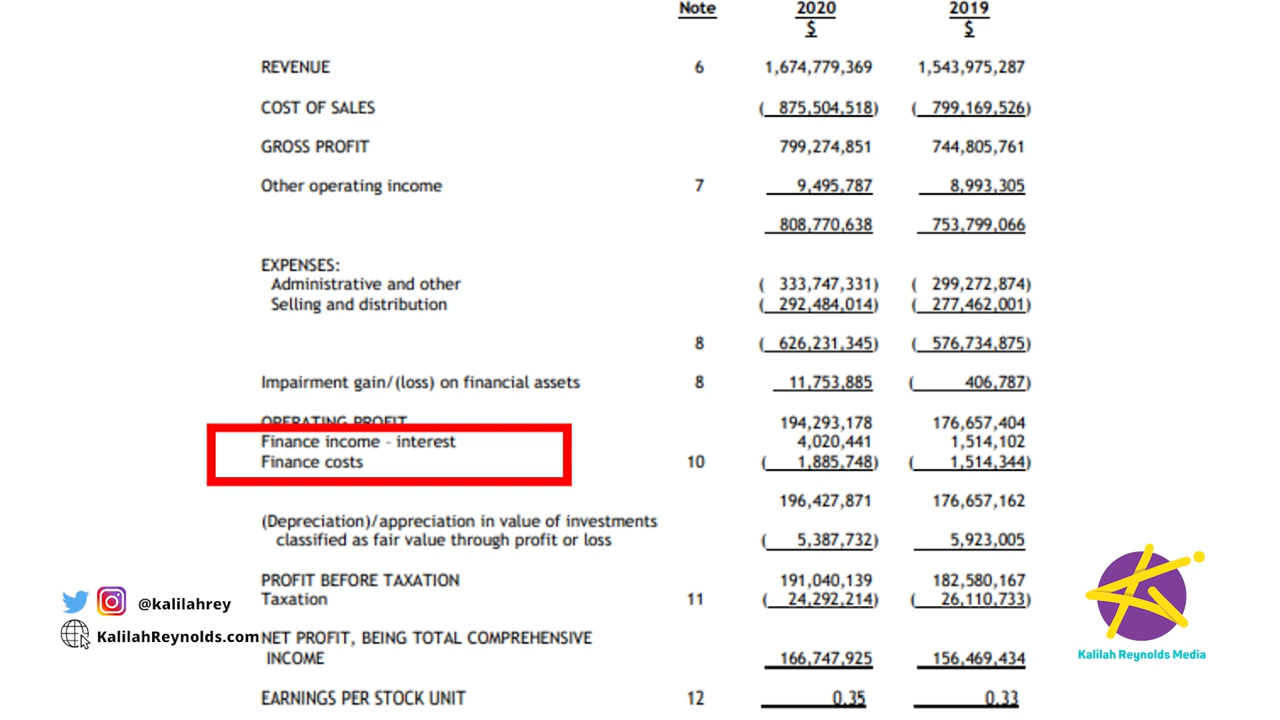 Note 2020 2019
$ $
REVENUE 6 1,674,779,369 1,543,975,287
COST OF SALES ( 875,504,518) ( 799,169,526)
GROSS PROFIT 799,274,851 744,805,761
Other operating income 7 9,495,787 8,993,305
808,770,638 753,799,066
EXPENSES:
Administrative and other ( 333,747,331) ( 299,272,874)
Selling and distribution ( 292,484,014) ( 277,462,001)
8 ( 626,231,345) ( 576,734,875)
Impairment gain/(loss) on financial assets 8 11,753,885 ( 406,787)
OPERATING PROFIT 194,293,178 176,657,404
Finance income - interest 4,020,441 1,514,102
Finance costs 10 ( 1,885,748) ( 1,514,344)
196,427,871 176,657,162
(Depreciation)/appreciation in value of investments
classified as fair value through profit or loss ( 5,387,732) 5,923,005
PROFIT BEFORE TAXATION 191,040,139 182,580,167
Taxation 11 ( 24,292,214) ( 26,110,733)
@kalilahrey
KalilahReynolds.com
NET PROFIT, BEING TOTAL COMPREHENSIVE
INCOME 166,747,925 156,469,434
Kalilah Reynolds Media
EARNINGS PER STOCK UNIT 12 0.35 0.33